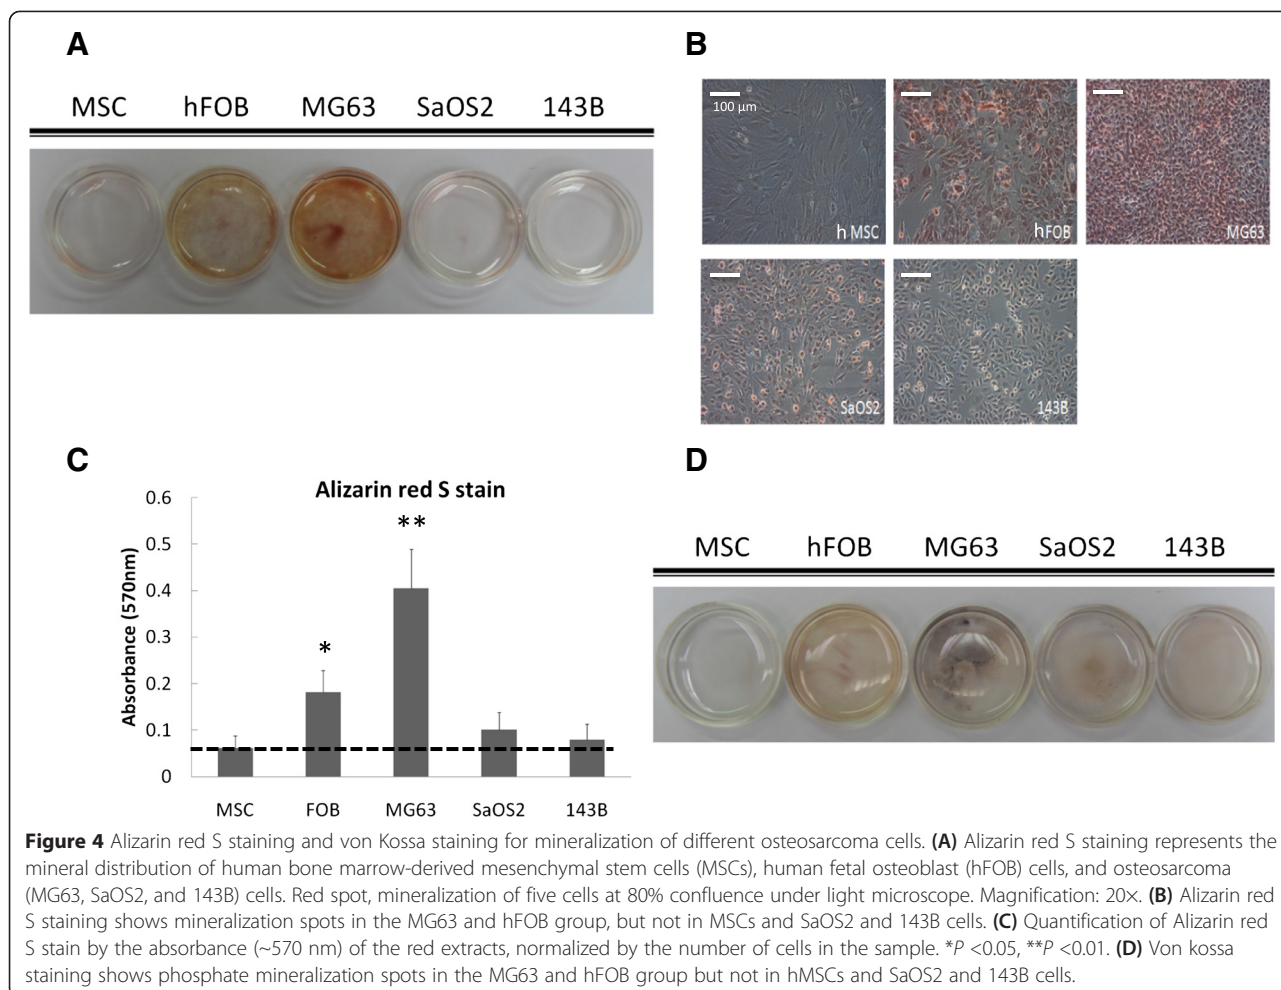 A
MSC hFOB MG63 SaOS2 143B
B
100 µm
h MSC
hFOB
MG63
SaOS2
143B
C
Alizarin red S stain
Absorbance (570nm)
0.6
0.5
0.4
0.3
0.2
0.1
0
*
**
MSC FOB MG63 SaOS2 143B
D
MSC hFOB MG63 SaOS2 143B
Figure 4 Alizarin red S staining and von Kossa staining for mineralization of different osteosarcoma cells. (A) Alizarin red S staining represents the
mineral distribution of human bone marrow-derived mesenchymal stem cells (MSCs), human fetal osteoblast (hFOB) cells, and osteosarcoma
(MG63, SaOS2, and 143B) cells. Red spot, mineralization of five cells at 80% confluence under light microscope. Magnification: 20×. (B) Alizarin red
S staining shows mineralization spots in the MG63 and hFOB group, but not in MSCs and SaOS2 and 143B cells. (C) Quantification of Alizarin red
S stain by the absorbance (~570 nm) of the red extracts, normalized by the number of cells in the sample. *P <0.05, **P <0.01. (D) Von kossa
staining shows phosphate mineralization spots in the MG63 and hFOB group but not in hMSCs and SaOS2 and 143B cells.